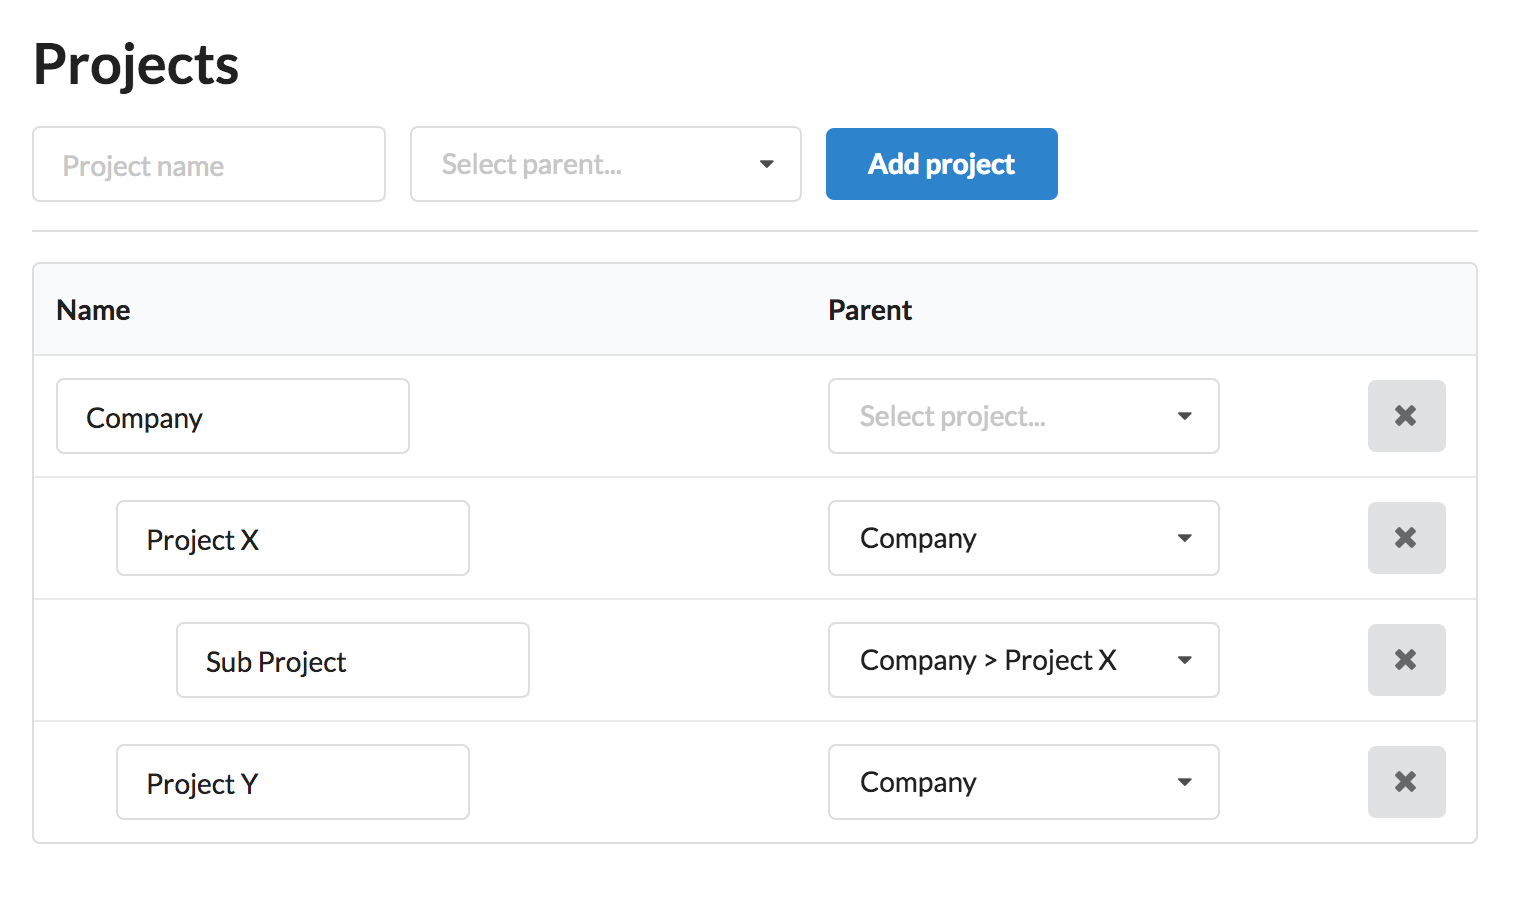 Projects
Project name Select parent... Add project
Name Parent
Company Select project...
Project X Company
Sub Project Company > Project X
Project Y Company